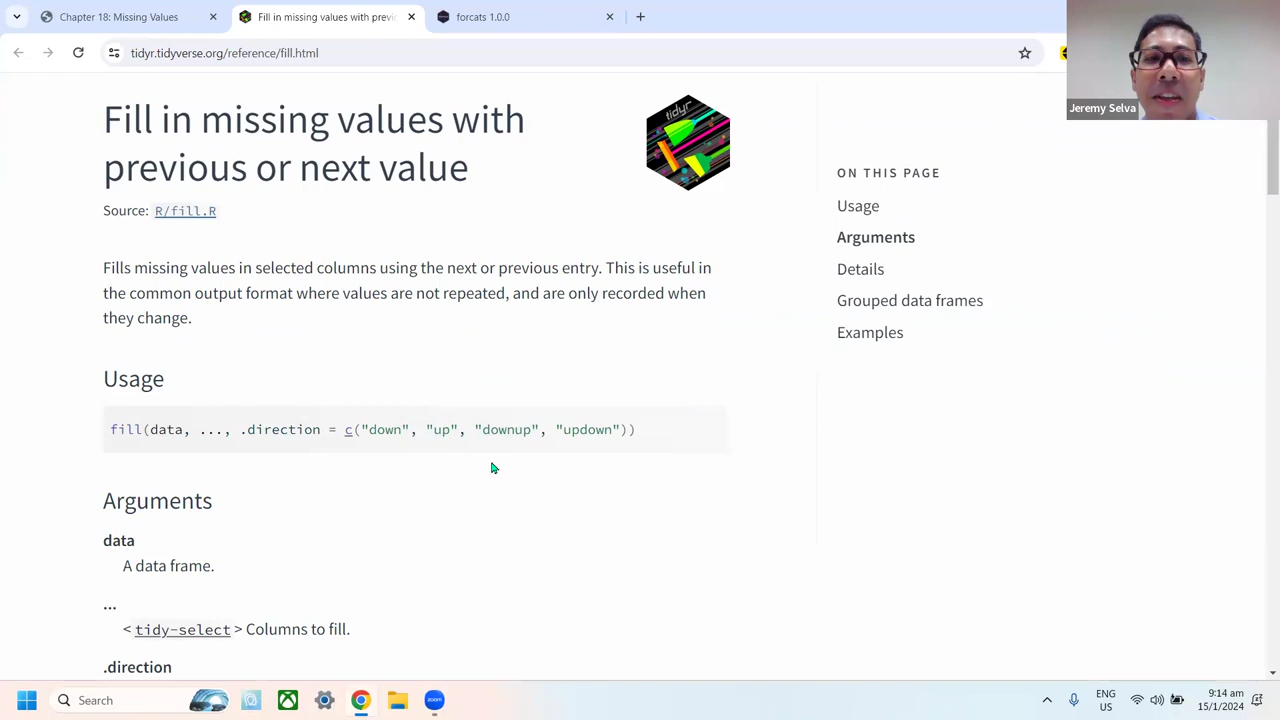 Chapter 18: Missing Values
Fill in missing values with previo
forcats 1.0.0
tidyr.tidyverse.org/reference/fill.html
Jeremy Selva
Fill in missing values with
previous or next value
tidyr
Source: R/fill.R
Fills missing values in selected columns using the next or previous entry. This is useful in
the common output format where values are not repeated, and are only recorded when
they change.
Usage
fill(data, ..., .direction = c("down", "up", "downup", "updown"))
Arguments
data
A data frame.
...
< tidy-select > Columns to fill.
.direction
ON THIS PAGE
Usage
Arguments
Details
Grouped data frames
Examples
Search
zoom
ENG
US
9:14 am
15/1/2024